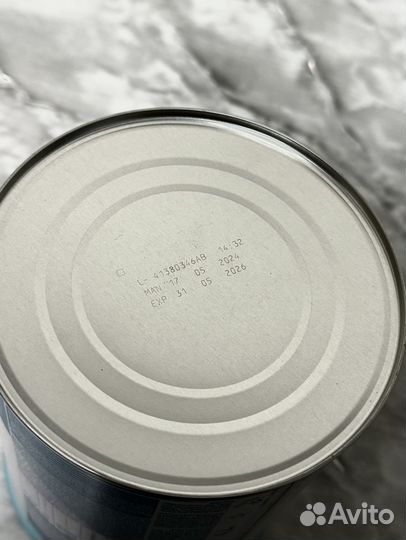 L- 41380346AB 14:32
MAN 17 05 2024
EXP 31 05 2026
Avito